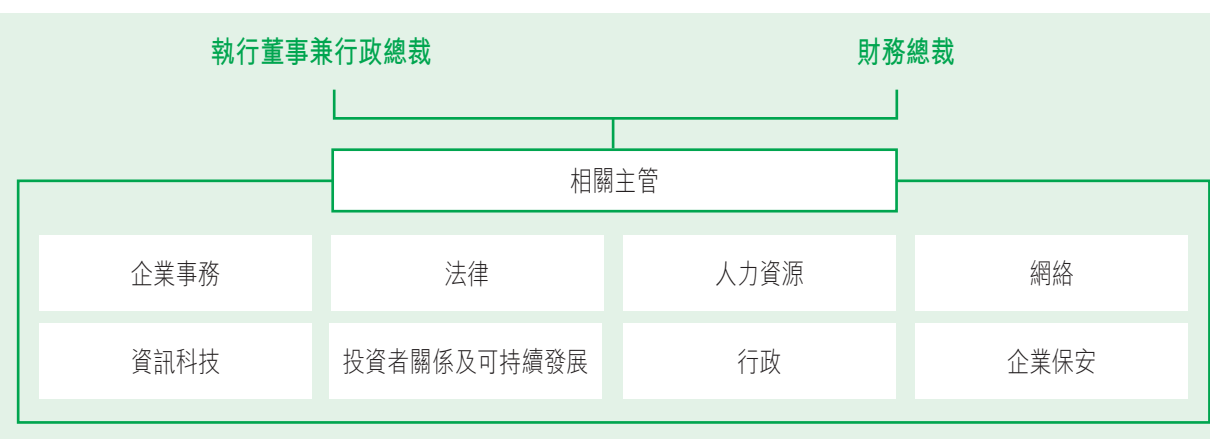 執行董事兼行政總裁
財務總裁
相關主管
企業事務
法律
人力資源
網絡
資訊科技
投資者關係及可持續發展
行政
企業保安